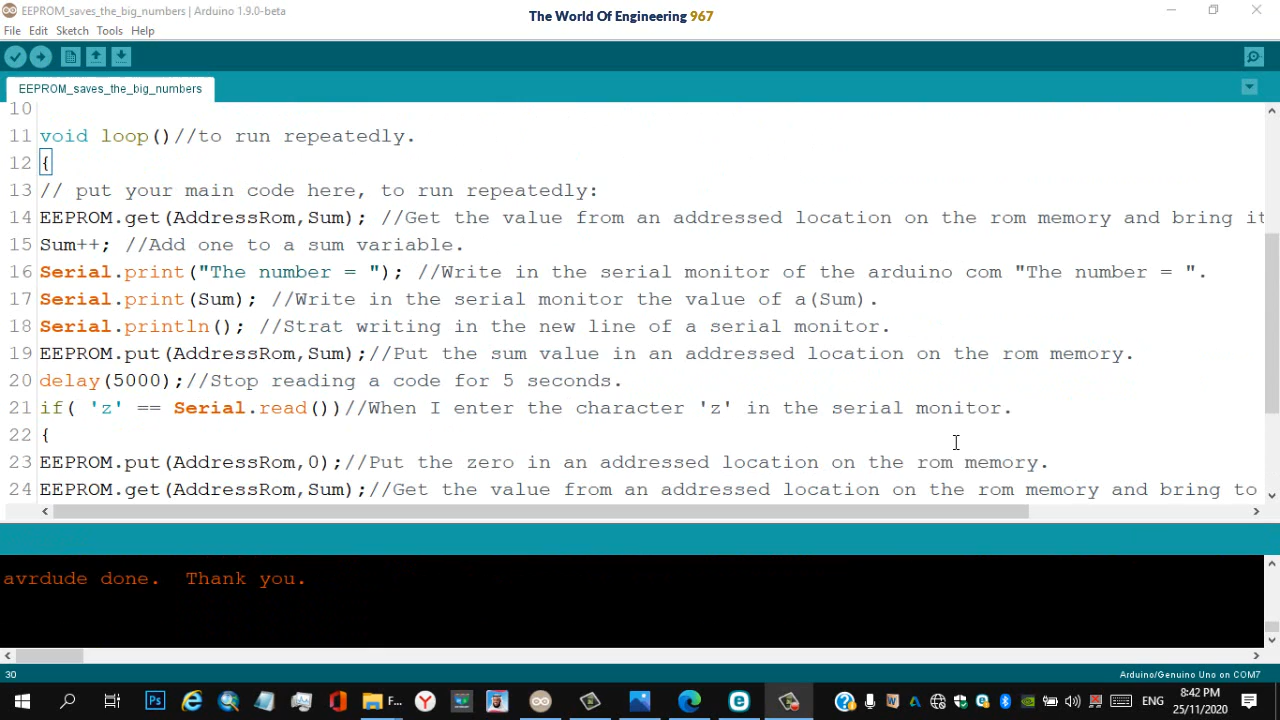 EEPROM_saves_the_big_numbers | Arduino 1.9.0-beta
The World Of Engineering 967
File Edit Sketch Tools Help
EEPROM_saves_the_big_numbers
10
11 void loop()//to run repeatedly.
12 {
13 // put your main code here, to run repeatedly:
14 EEPROM.get(AddressRom,Sum); //Get the value from an addressed location on the rom memory and bring it
15 Sum++; //Add one to a sum variable.
16 Serial.print("The number = "); //Write in the serial monitor of the arduino com "The number = ".
17 Serial.print(Sum); //Write in the serial monitor the value of a(Sum).
18 Serial.println(); //Strat writing in the new line of a serial monitor.
19 EEPROM.put(AddressRom,Sum);//Put the sum value in an addressed location on the rom memory.
20 delay(5000);//Stop reading a code for 5 seconds.
21 if( 'z' == Serial.read())//When I enter the character 'z' in the serial monitor.
22 {
23 EEPROM.put(AddressRom,0);//Put the zero in an addressed location on the rom memory.
24 EEPROM.get(AddressRom,Sum);//Get the value from an addressed location on the rom memory and bring to
avrdude done. Thank you.
30
Arduino/Genuino Uno on COM7
Ps
F...
ENG
8:42 PM
25/11/2020